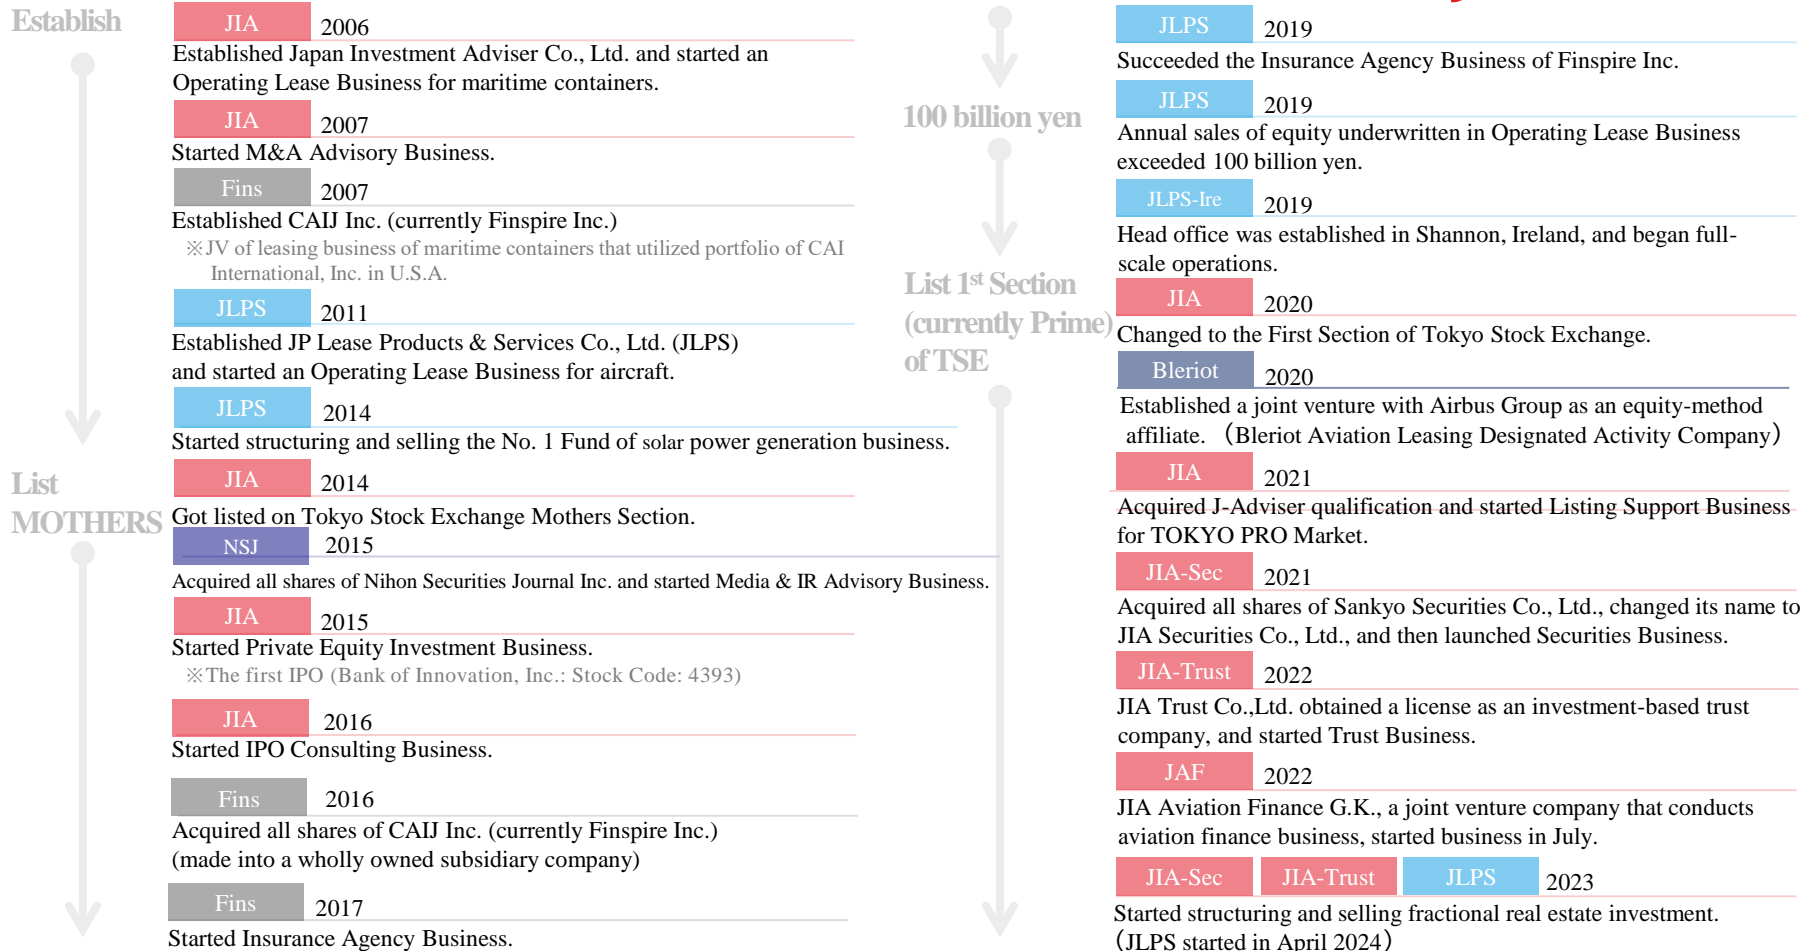 Establish
JIA 2006
Established Japan Investment Adviser Co., Ltd. and started an
Operating Lease Business for maritime containers.
JIA 2007
Started M&A Advisory Business.
Fins 2007
Established CAIJ Inc. (currently Finspire Inc.)
※JV of leasing business of maritime containers that utilized portfolio of CAI
International, Inc. in U.S.A.
JLPS 2011
Established JP Lease Products & Services Co., Ltd. (JLPS)
and started an Operating Lease Business for aircraft.
JLPS 2014
Started structuring and selling the No. 1 Fund of solar power generation business.
List
MOTHERS
JIA 2014
Got listed on Tokyo Stock Exchange Mothers Section.
NSJ 2015
Acquired all shares of Nihon Securities Journal Inc. and started Media & IR Advisory Business.
JIA 2015
Started Private Equity Investment Business.
※The first IPO (Bank of Innovation, Inc.: Stock Code: 4393)
JIA 2016
Started IPO Consulting Business.
Fins 2016
Acquired all shares of CAIJ Inc. (currently Finspire Inc.)
(made into a wholly owned subsidiary company)
Fins 2017
Started Insurance Agency Business.
JLPS 2019
Succeeded the Insurance Agency Business of Finspire Inc.
100 billion yen
JLPS 2019
Annual sales of equity underwritten in Operating Lease Business
exceeded 100 billion yen.
JLPS-Ire 2019
Head office was established in Shannon, Ireland, and began full-
scale operations.
List 1st Section
(currently Prime)
of TSE
JIA 2020
Changed to the First Section of Tokyo Stock Exchange.
Bleriot 2020
Established a joint venture with Airbus Group as an equity-method
affiliate. （Bleriot Aviation Leasing Designated Activity Company）
JIA 2021
Acquired J-Adviser qualification and started Listing Support Business
for TOKYO PRO Market.
JIA-Sec 2021
Acquired all shares of Sankyo Securities Co., Ltd., changed its name to
JIA Securities Co., Ltd., and then launched Securities Business.
JIA-Trust 2022
JIA Trust Co.,Ltd. obtained a license as an investment-based trust
company, and started Trust Business.
JAF 2022
JIA Aviation Finance G.K., a joint venture company that conducts
aviation finance business, started business in July.
JIA-Sec JIA-Trust JLPS 2023
Started structuring and selling fractional real estate investment.
（JLPS started in April 2024）